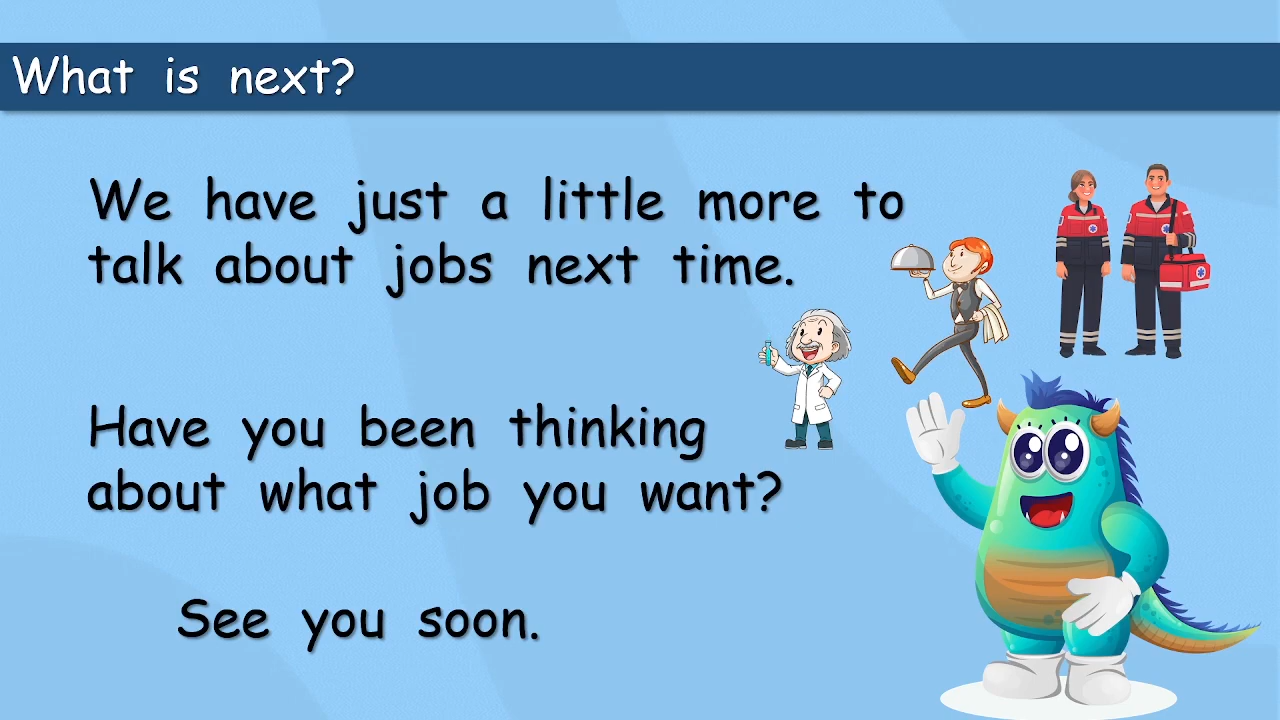 What is next?
We have just a little more to
talk about jobs next time.
Have you been thinking
about what job you want?
See you soon.